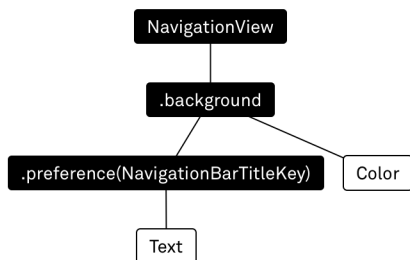 NavigationView
.background
.preference(NavigationBarTitleKey)
Color
Text